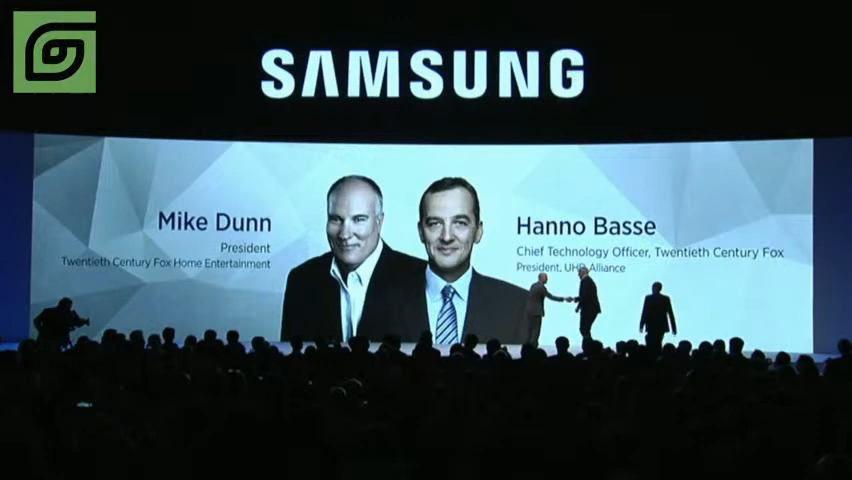 SAMSUNG
Mike Dunn
President
Twentieth Century Fox Home Entertainment
Hanno Basse
Chief Technology Officer, Twentieth Century Fox
President, UHD Alliance